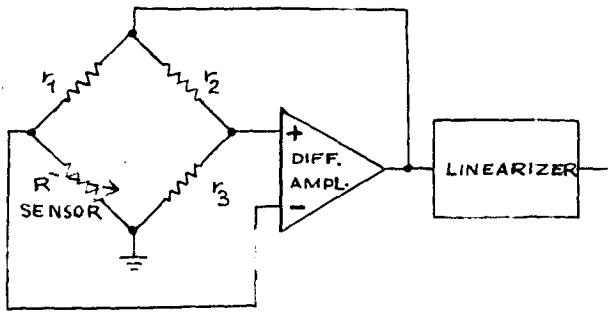 r1
r2
R
SENSOR
r3
+
DIFF.
AMPL.
-
LINEARIZER